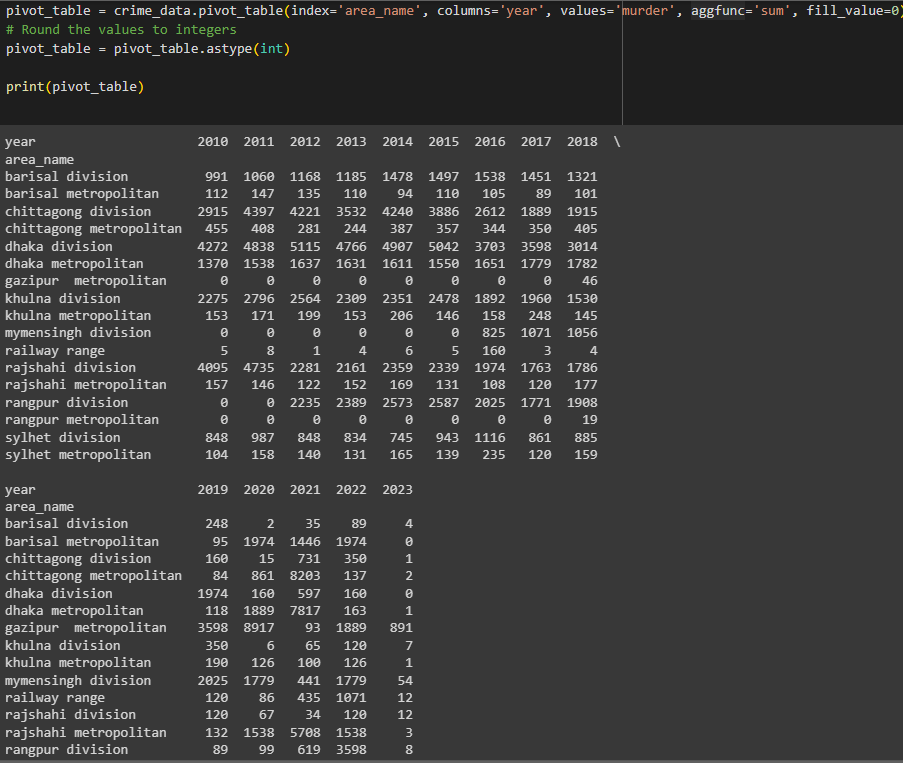 pivot_table = crime_data.pivot_table(index='area_name', columns='year', values='murder', aggfunc='sum', fill_value=0)
# Round the values to integers
pivot_table = pivot_table.astype(int)
print(pivot_table)
year 2010 2011 2012 2013 2014 2015 2016 2017 2018 \
area_name
barisal division 991 1060 1168 1185 1478 1497 1538 1451 1321
barisal metropolitan 112 147 135 110 94 110 105 89 101
chittagong division 2915 4397 4221 3532 4240 3886 2612 1889 1915
chittagong metropolitan 455 408 281 244 387 357 344 350 405
dhaka division 4272 4838 5115 4766 4907 5042 3703 3598 3014
dhaka metropolitan 1370 1538 1637 1631 1611 1550 1651 1779 1782
gazipur  metropolitan 0 0 0 0 0 0 0 0 46
khulna division 2275 2796 2564 2309 2351 2478 1892 1960 1530
khulna metropolitan 153 171 199 153 206 146 158 248 145
mymensingh division 0 0 0 0 0 0 825 1071 1056
railway range 5 8 1 4 6 5 160 3 4
rajshahi division 4095 4735 2281 2161 2359 2339 1974 1763 1786
rajshahi metropolitan 157 146 122 152 169 131 108 120 177
rangpur division 0 0 2235 2389 2573 2587 2025 1771 1908
rangpur metropolitan 0 0 0 0 0 0 0 0 19
sylhet division 848 987 848 834 745 943 1116 861 885
sylhet metropolitan 104 158 140 131 165 139 235 120 159
year 2019 2020 2021 2022 2023
area_name
barisal division 248 2 35 89 4
barisal metropolitan 95 1974 1446 1974 0
chittagong division 160 15 731 350 1
chittagong metropolitan 84 861 8203 137 2
dhaka division 1974 160 597 160 0
dhaka metropolitan 118 1889 7817 163 1
gazipur  metropolitan 3598 8917 93 1889 891
khulna division 350 6 65 120 7
khulna metropolitan 190 126 100 126 1
mymensingh division 2025 1779 441 1779 54
railway range 120 86 435 1071 12
rajshahi division 120 67 34 120 12
rajshahi metropolitan 132 1538 5708 1538 3
rangpur division 89 99 619 3598 8